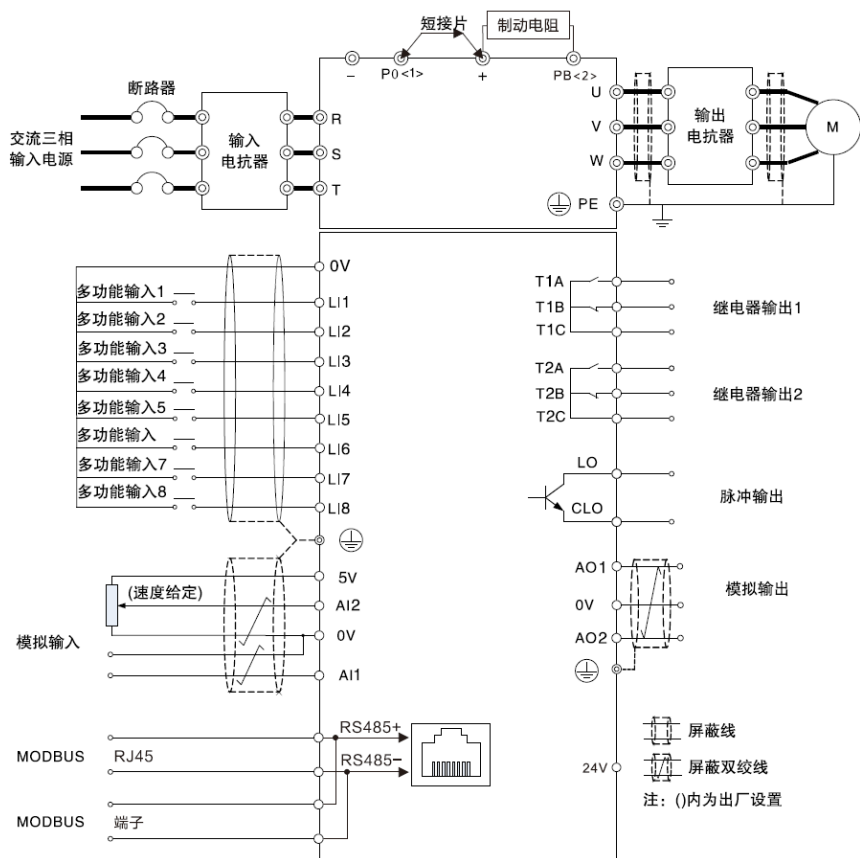 短接片
制动电阻
−
P0<1>
+
PB<2>
断路器
交流三相
输入电源
输入
电抗器
R
S
T
U
V
W
PE
输出
电抗器
M
0V
多功能输入1
LI1
多功能输入2
LI2
多功能输入3
LI3
多功能输入4
LI4
多功能输入5
LI5
多功能输入
LI6
多功能输入7
LI7
多功能输入8
LI8
T1A
T1B
T1C
继电器输出1
T2A
T2B
T2C
继电器输出2
LO
CLO
脉冲输出
5V
(速度给定)
AI2
0V
模拟输入
AI1
AO1
0V
AO2
模拟输出
MODBUS
RJ45
RS485+
RS485−
MODBUS
端子
24V
屏蔽线
屏蔽双绞线
注：()内为出厂设置